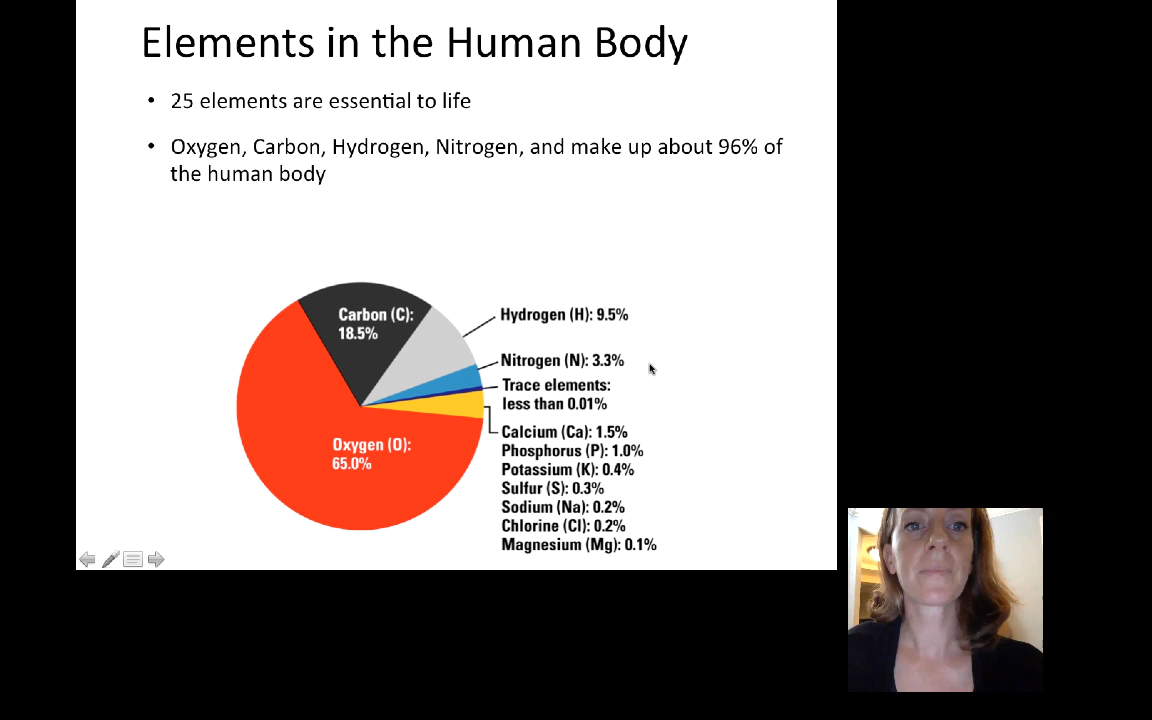 Elements in the Human Body
• 25 elements are essential to life
• Oxygen, Carbon, Hydrogen, Nitrogen, and make up about 96% of
the human body
Carbon (C):
18.5%
Hydrogen (H): 9.5%
Nitrogen (N): 3.3%
Trace elements:
less than 0.01%
Oxygen (O):
65.0%
Calcium (Ca): 1.5%
Phosphorus (P): 1.0%
Potassium (K): 0.4%
Sulfur (S): 0.3%
Sodium (Na): 0.2%
Chlorine (Cl): 0.2%
Magnesium (Mg): 0.1%